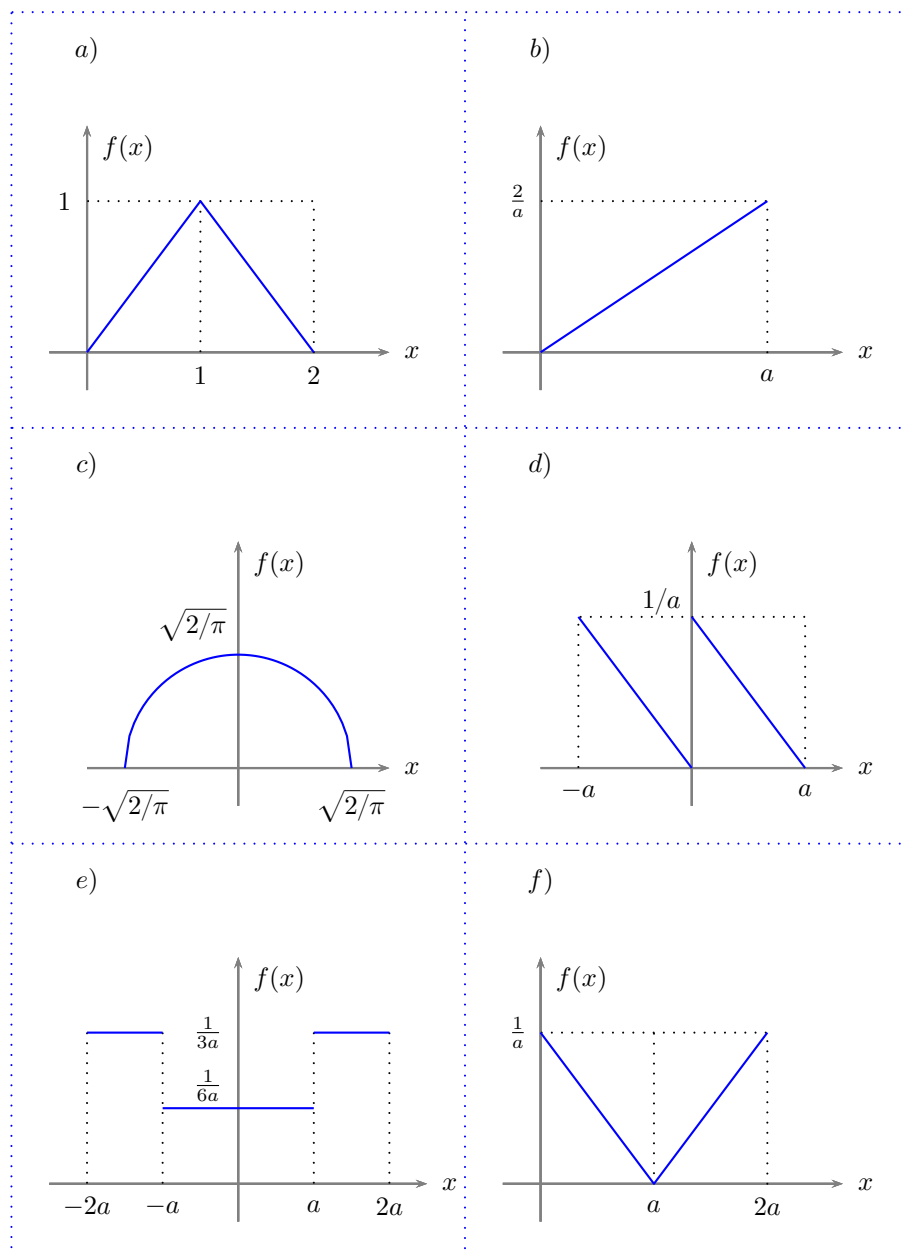 a)
f(x)
1
x
1
2
b)
f(x)
2/a
x
a
c)
f(x)
√2/π
x
−√2/π
√2/π
d)
f(x)
1/a
x
−a
a
e)
f(x)
1/3a
1/6a
x
−2a
−a
a
2a
f)
f(x)
1/a
x
a
2a